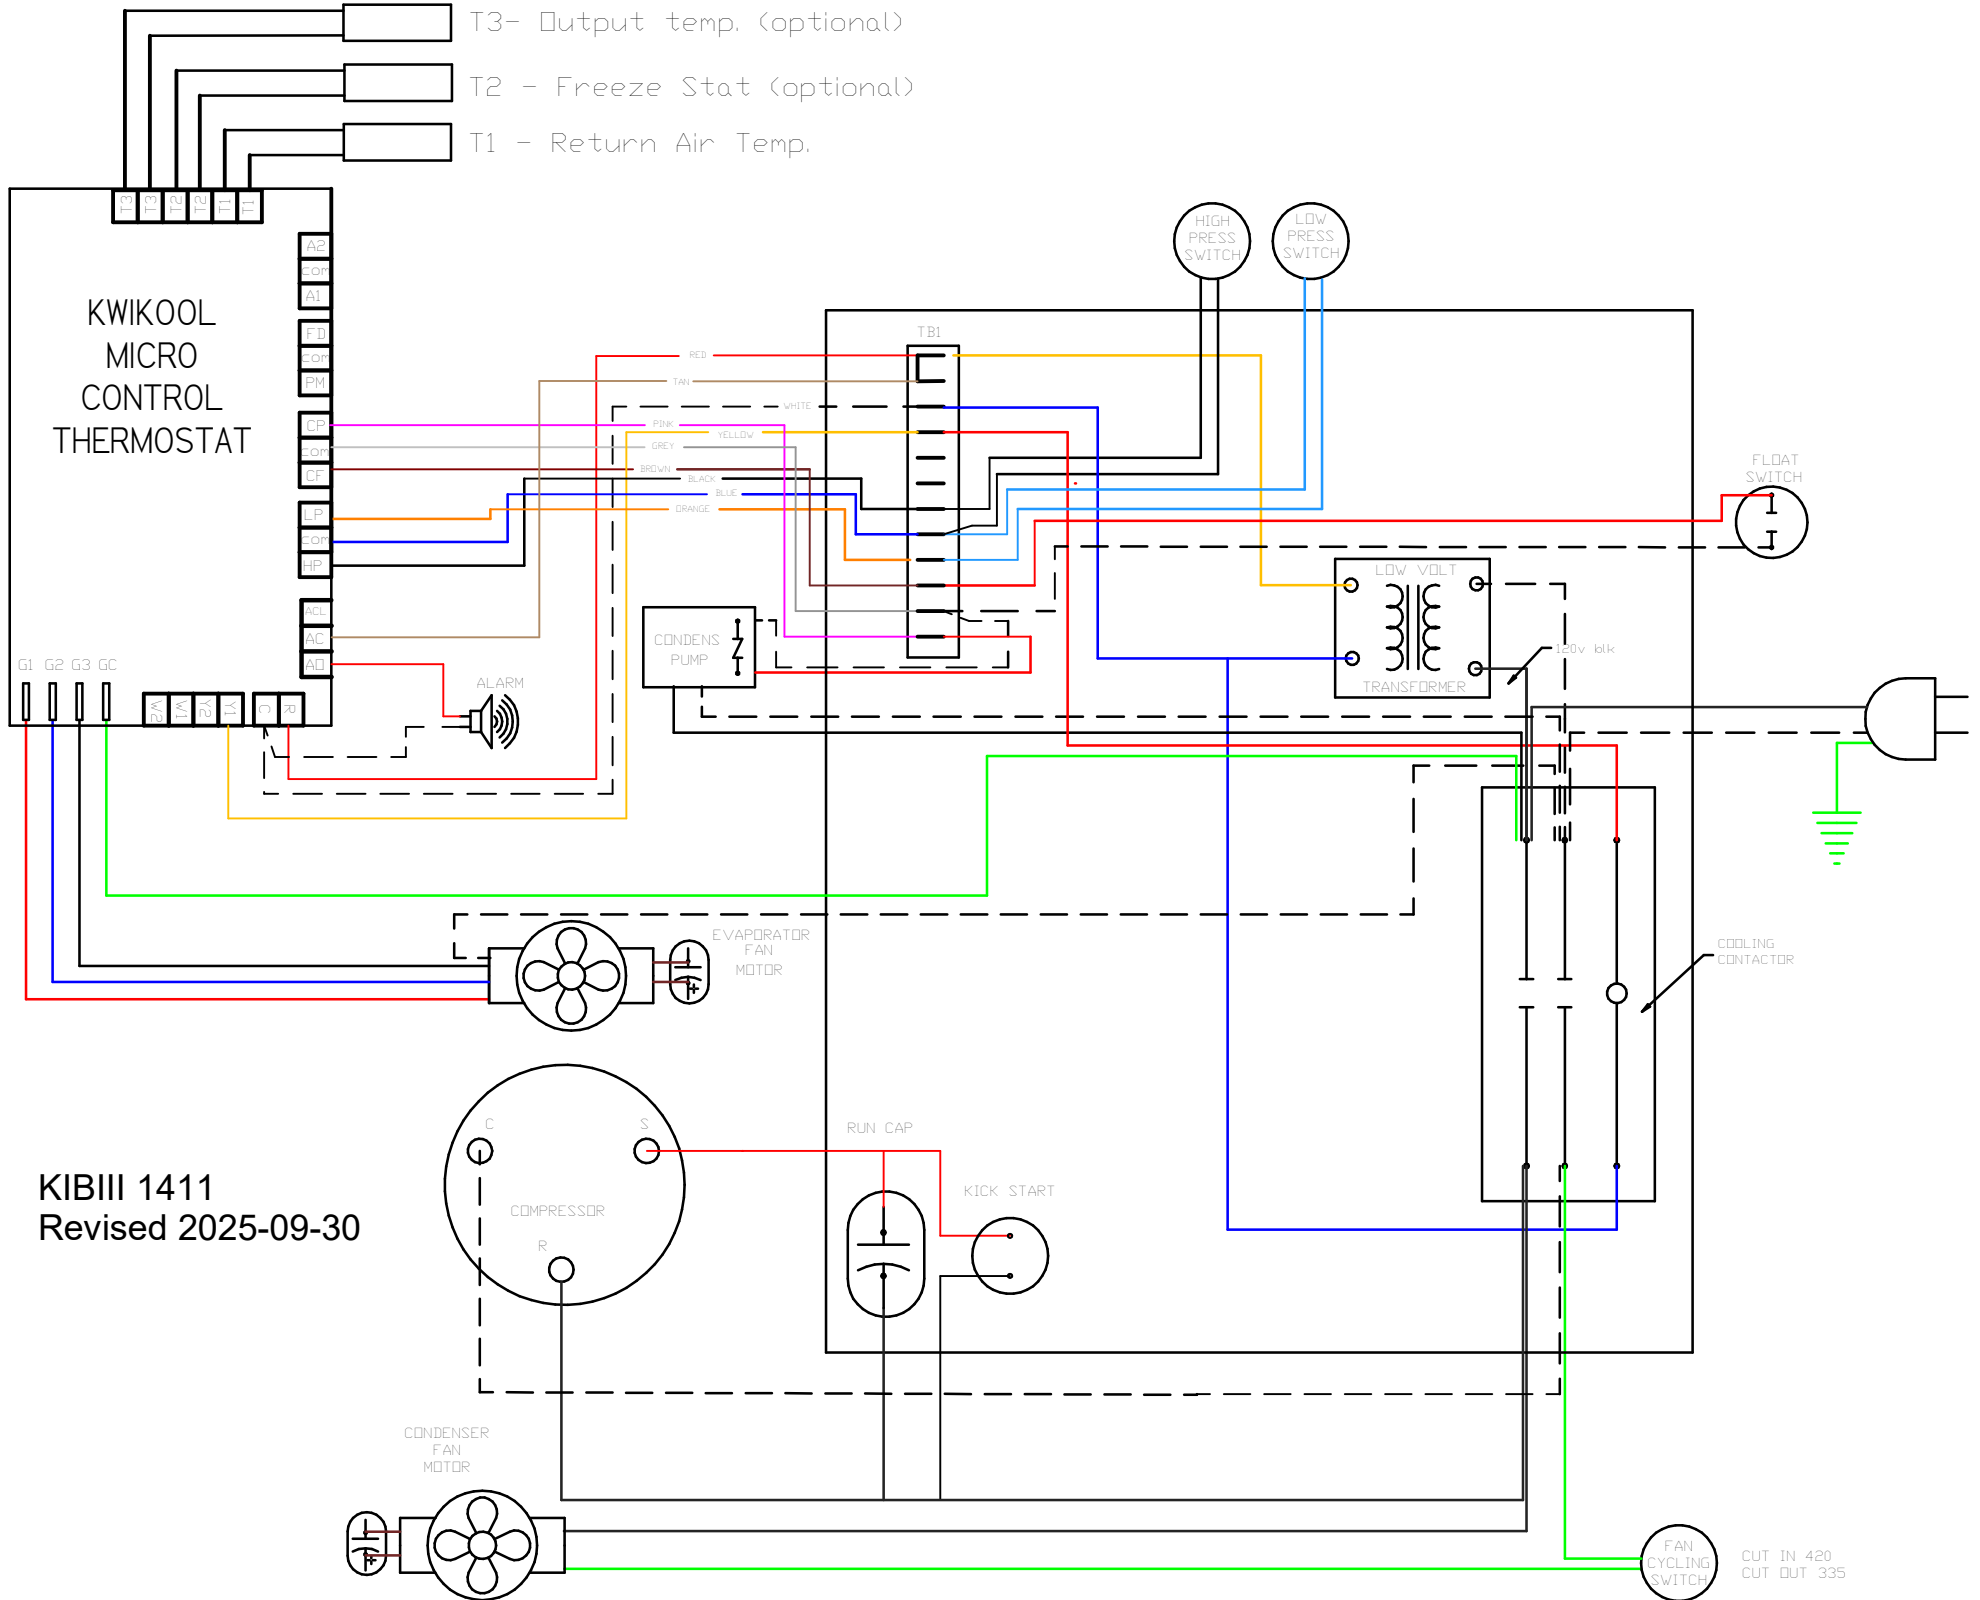 T3- Output temp. (optional)
T2 - Freeze Stat (optional)
T1 - Return Air Temp.
T3
T3
T2
T2
T1
T1
A2
COM
A1
FD
COM
PM
CP
COM
CF
LP
COM
HP
ACL
AC
AO
KWIKOOL
MICRO
CONTROL
THERMOSTAT
G1 G2 G3 GC
W2
W1
Y2
Y1
C
R
ALARM
HIGH
PRESS
SWITCH
LOW
PRESS
SWITCH
TB1
RED
TAN
WHITE
PINK
YELLOW
GREY
BROWN
BLACK
BLUE
ORANGE
FLOAT
SWITCH
CONDENS
PUMP
LOW VOLT
TRANSFORMER
120v blk
EVAPORATOR
FAN
MOTOR
COOLING
CONTACTOR
C
S
COMPRESSOR
R
RUN CAP
KICK START
KIBIII 1411
Revised 2025-09-30
CONDENSER
FAN
MOTOR
FAN
CYCLING
SWITCH
CUT IN 420
CUT OUT 335